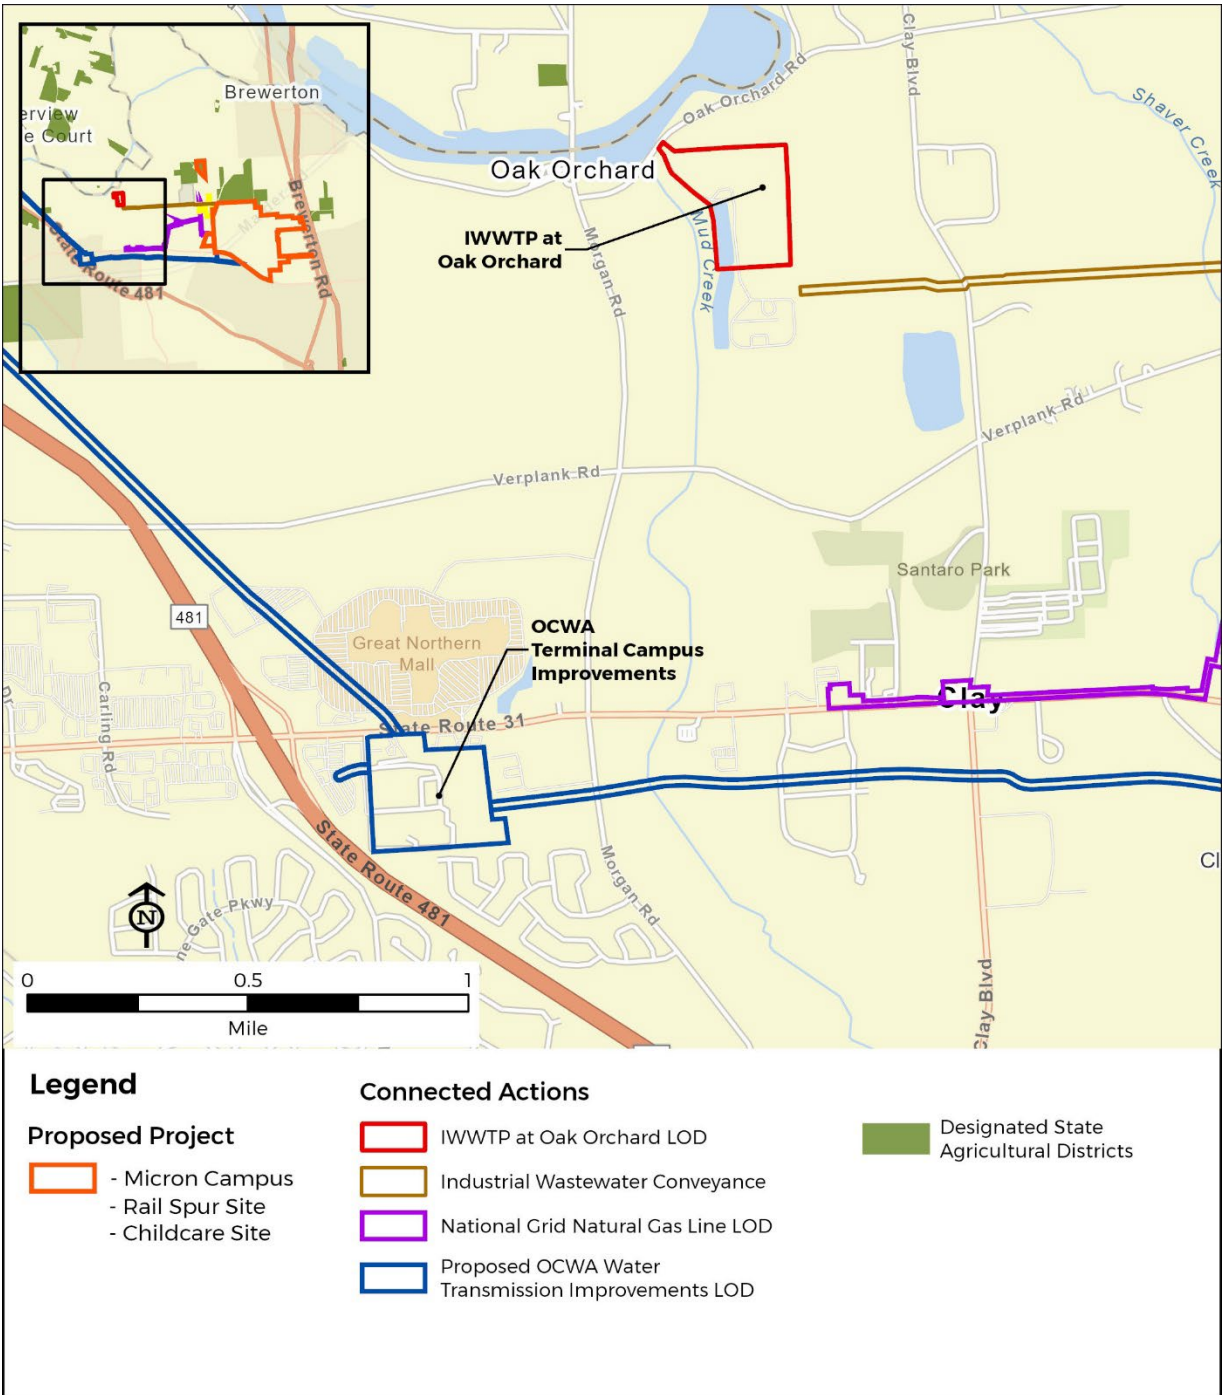 Brewerton
erview
e Court
Brewerton Rd
State Route 481
Clay Blvd
Oak Orchard Rd
Shaver Creek
Oak Orchard
IWWTP at
Oak Orchard
Mud Creek
Morgan Rd
Verplank Rd
Verplank Rd
Santaro Park
481
Great Northern
Mall
OCWA
Terminal Campus
Improvements
Clay
State Route 31
Carling Rd
Dr
State Route 481
Morgan Rd
Cl
N
ne Gate Pkwy
Clay Blvd
0 0.5 1
Mile
Legend
Proposed Project
- Micron Campus
- Rail Spur Site
- Childcare Site
Connected Actions
IWWTP at Oak Orchard LOD
Industrial Wastewater Conveyance
National Grid Natural Gas Line LOD
Proposed OCWA Water
Transmission Improvements LOD
Designated State
Agricultural Districts